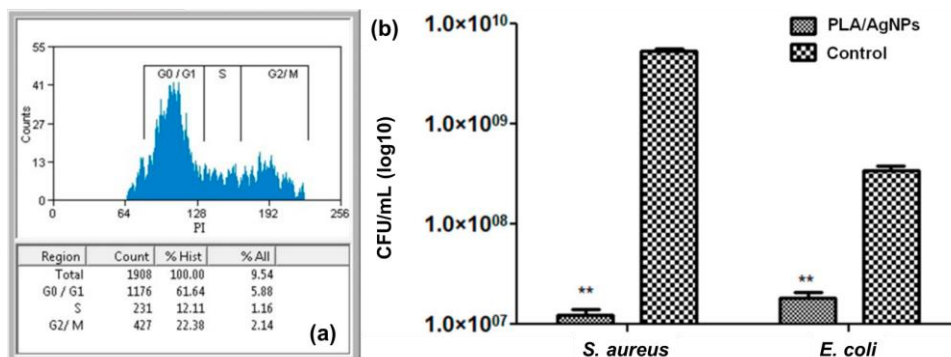 55
41
27
13
0
Counts
G0 / G1 S G2/ M
0 64 128 192 256
PI
Region Count % Hist % All
Total 1908 100.00 9.54
G0 / G1 1176 61.64 5.88
S 231 12.11 1.16
G2/ M 427 22.38 2.14
(a)
(b)
1.0×10¹⁰
1.0×10⁰⁹
1.0×10⁰⁸
1.0×10⁰⁷
CFU/mL (log10)
PLA/AgNPs
Control
**
**
S. aureus E. coli